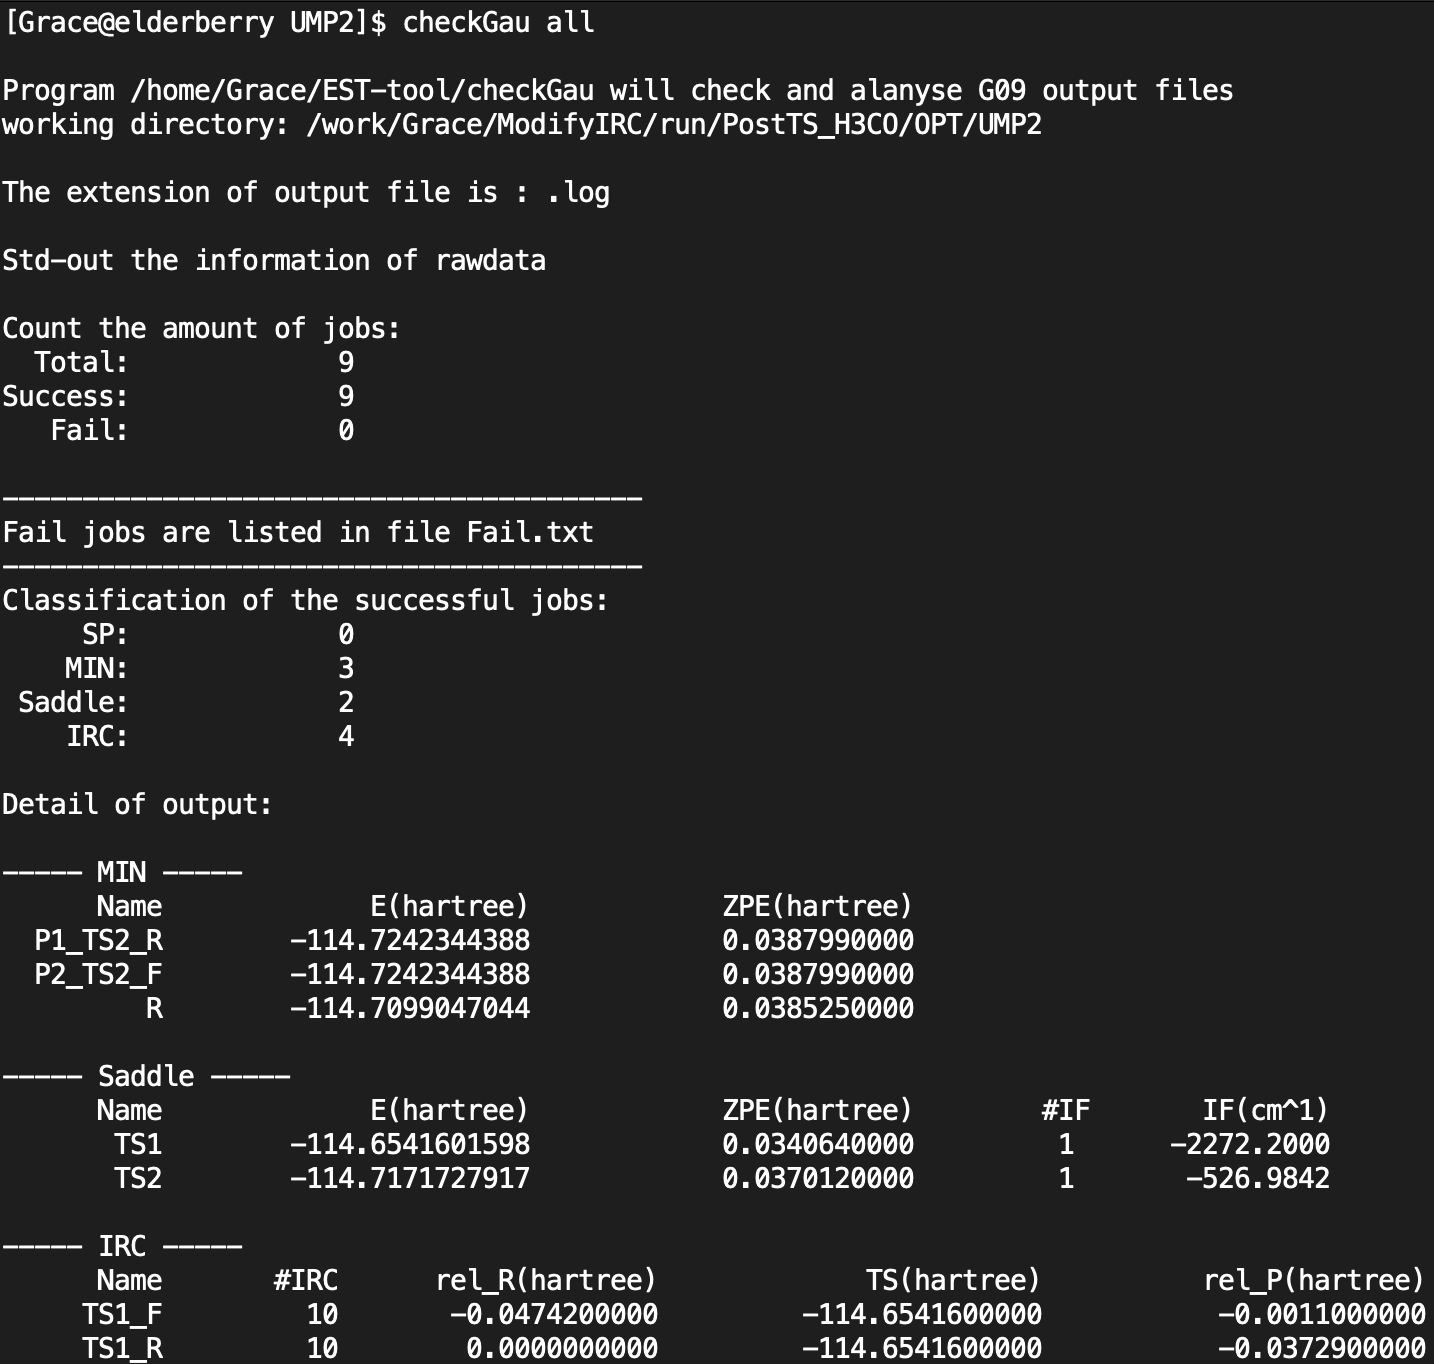 [Grace@elderberry UMP2]$ checkGau all
Program /home/Grace/EST-tool/checkGau will check and alanyse G09 output files
working directory: /work/Grace/ModifyIRC/run/PostTS_H3CO/OPT/UMP2
The extension of output file is : .log
Std-out the information of rawdata
Count the amount of jobs:
Total: 9
Success: 9
Fail: 0
----------------------------------------
Fail jobs are listed in file Fail.txt
----------------------------------------
Classification of the successful jobs:
SP: 0
MIN: 3
Saddle: 2
IRC: 4
Detail of output:
----- MIN -----
Name E(hartree) ZPE(hartree)
P1_TS2_R -114.7242344388 0.0387990000
P2_TS2_F -114.7242344388 0.0387990000
R -114.7099047044 0.0385250000
----- Saddle -----
Name E(hartree) ZPE(hartree) #IF IF(cm^1)
TS1 -114.6541601598 0.0340640000 1 -2272.2000
TS2 -114.7171727917 0.0370120000 1 -526.9842
----- IRC -----
Name #IRC rel_R(hartree) TS(hartree) rel_P(hartree)
TS1_F 10 -0.0474200000 -114.6541600000 -0.0011000000
TS1_R 10 0.0000000000 -114.6541600000 -0.0372900000